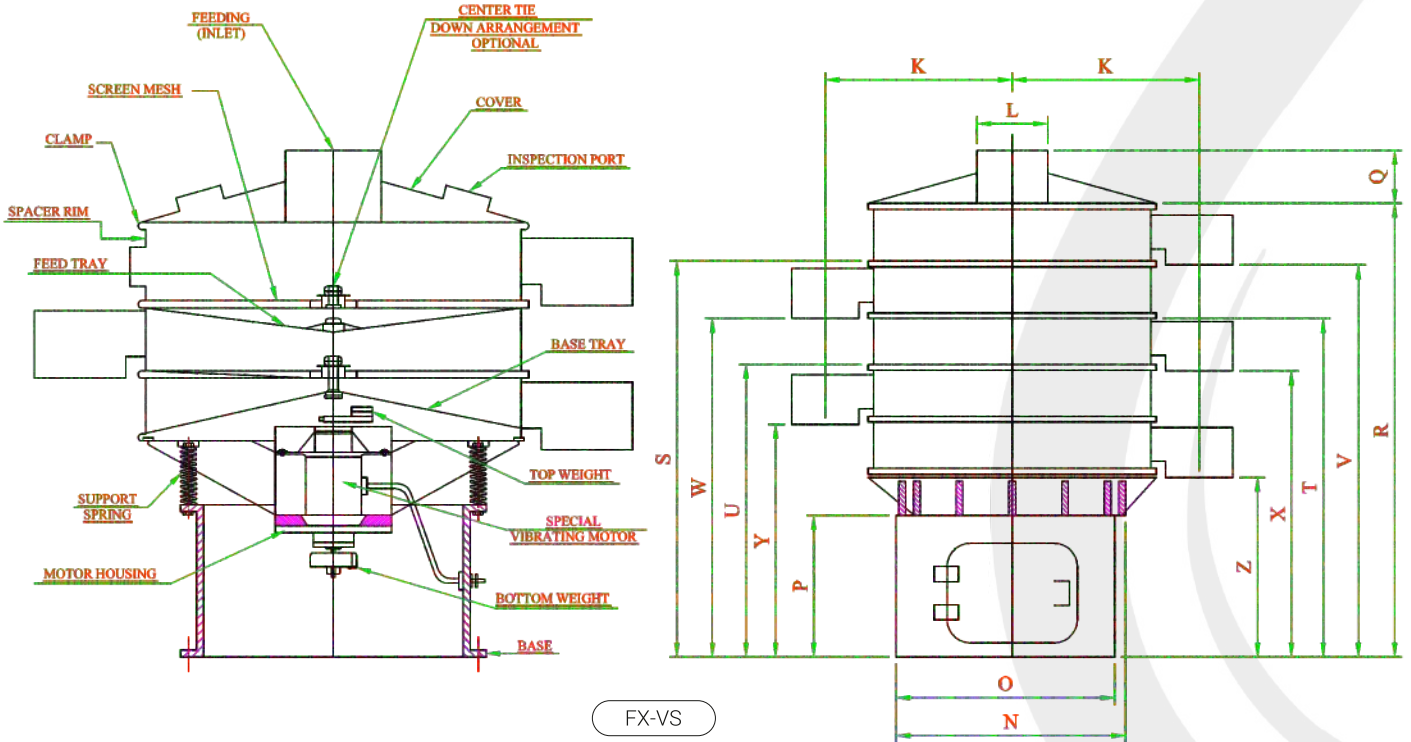 FEEDING
(INLET)
CENTER TIE
DOWN ARRANGEMENT
OPTIONAL
SCREEN MESH
COVER
CLAMP
INSPECTION PORT
SPACER RIM
FEED TRAY
BASE TRAY
TOP WEIGHT
SUPPORT
SPRING
SPECIAL
VIBRATING MOTOR
MOTOR HOUSING
BOTTOM WEIGHT
BASE
K
K
L
Q
S
W
U
Y
P
Z
X
T
V
R
O
N
FX-VS